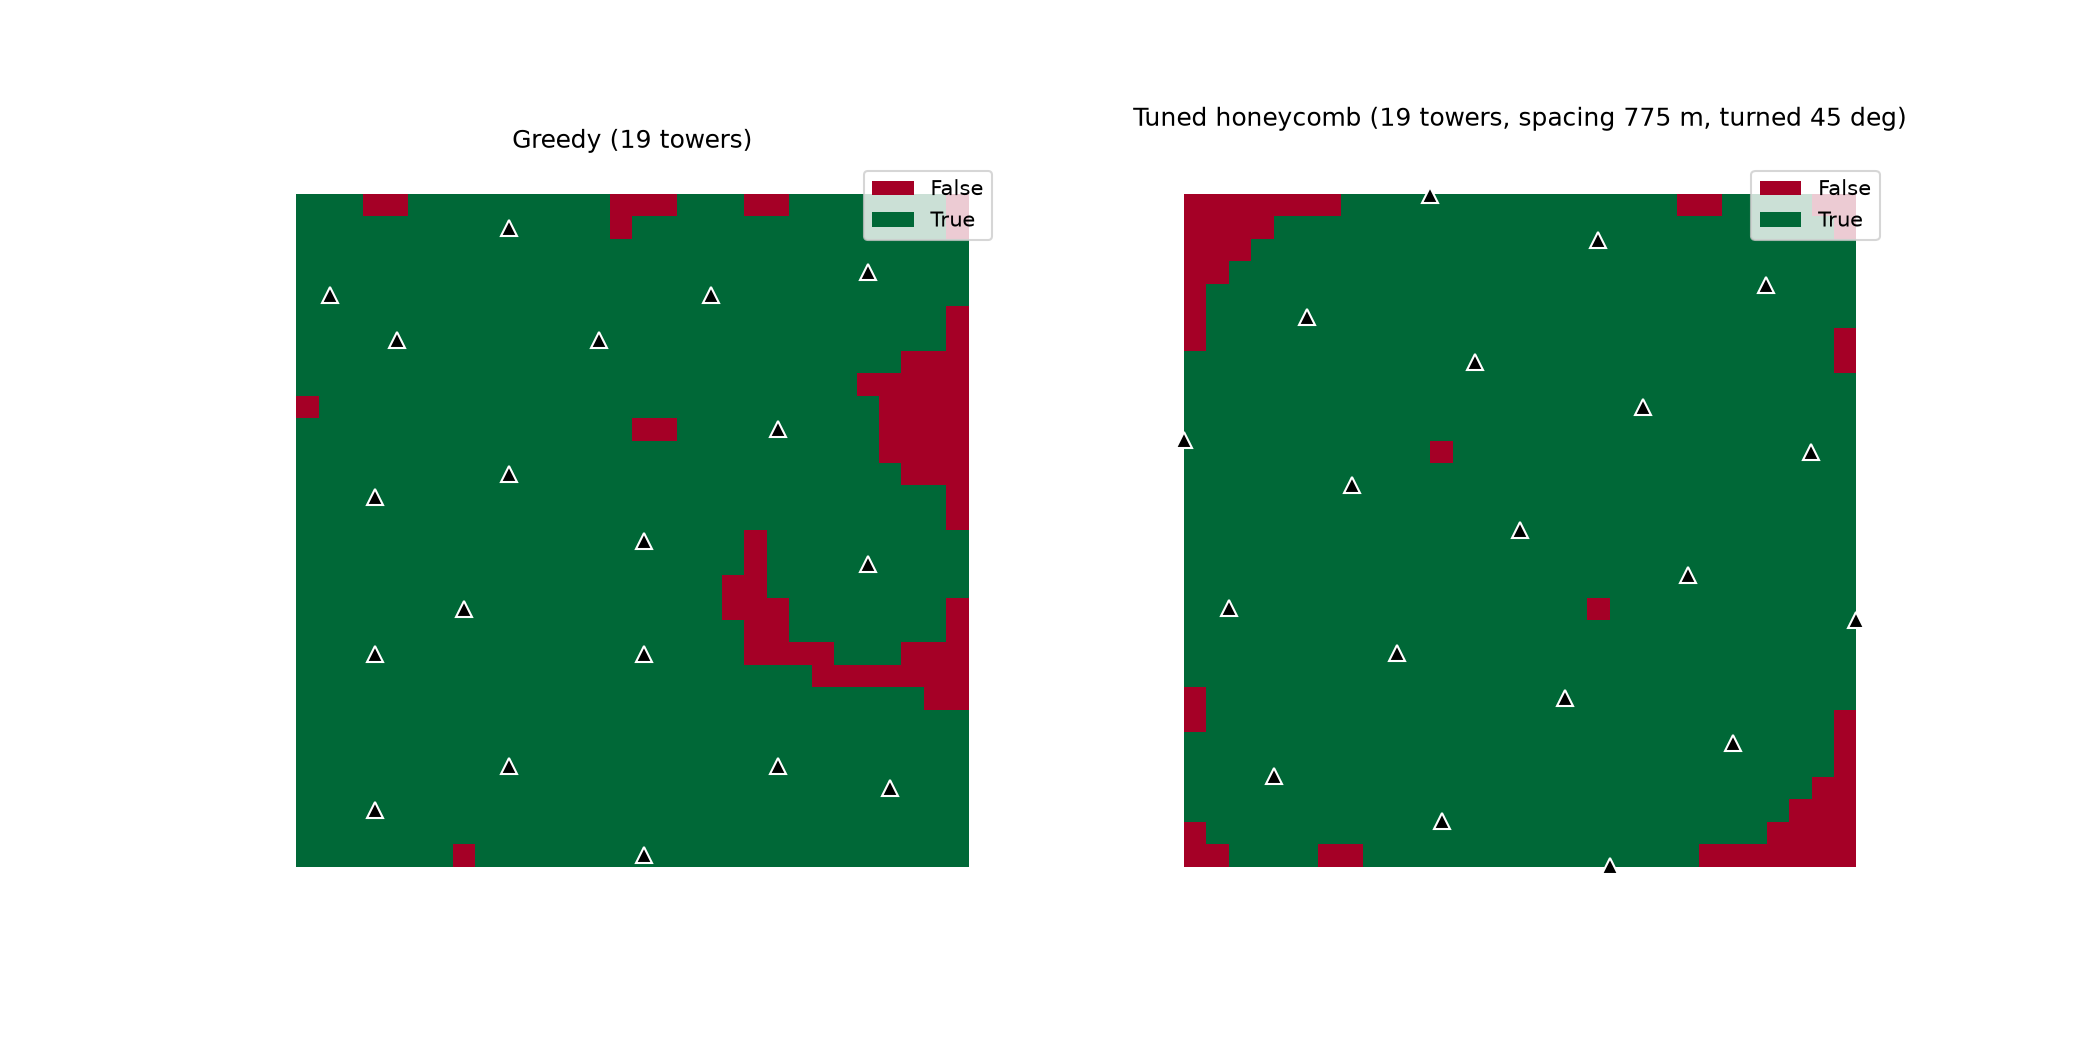 Greedy (19 towers)
False
True
Tuned honeycomb (19 towers, spacing 775 m, turned 45 deg)
False
True